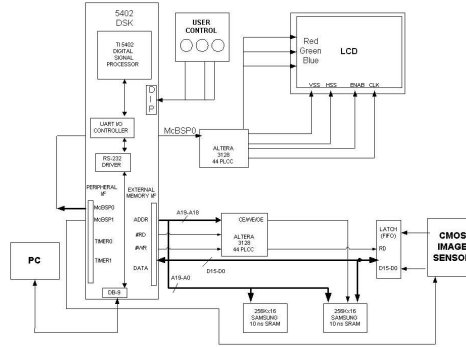 5402
DSK
TI 5402
DIGITAL
SIGNAL
PROCESSOR
USER
CONTROL
Red
Green
Blue
LCD
VSS HSS ENAB CLK
DIP
McBSP0
ALTERA
3128
44 PLCC
UART I/O
CONTROLLER
RS-232
DRIVER
PERIPHERAL
I/F
EXTERNAL
MEMORY I/F
McBSP0
McBSP1
TIMER0
TIMER1
ADDR
/RD
/WR
DATA
A19-A18
CE/WE/OE
ALTERA
3128
44 PLCC
D15-D0
A19-A0
LATCH
(FIFO)
RD
D15-D0
CMOS
IMAGE
SENSOR
PC
DB-9
256Kx16
SAMSUNG
10 ns SRAM
256Kx16
SAMSUNG
10 ns SRAM